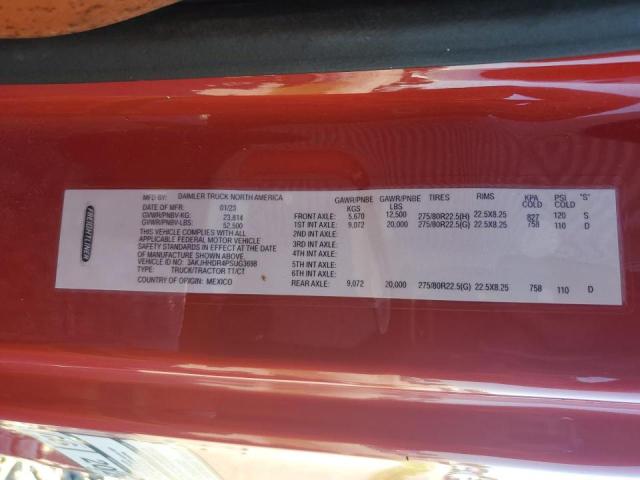 FREIGHTLINER
MFD BY: DAIMLER TRUCK NORTH AMERICA
DATE OF MFR: 01/23
GVWR/PNBV-KG: 23,814
GVWR/PNBV-LBS: 52,500
THIS VEHICLE CONFORMS TO ALL
APPLICABLE FEDERAL MOTOR VEHICLE
SAFETY STANDARDS IN EFFECT AT THE DATE
OF MANUFACTURE SHOWN ABOVE.
VEHICLE ID NO.: 3AKJHHDR4PSUG3698
TYPE: TRUCK/TRACTOR TT/CT
COUNTRY OF ORIGIN: MEXICO
GAWR/PNBE KGS GAWR/PNBE LBS TIRES RIMS KPA COLD PSI COLD "S"
FRONT AXLE: 5,670 12,500 275/80R22.5(H) 22.5X8.25 827 120 S
1ST INT AXLE: 9,072 20,000 275/80R22.5(G) 22.5X8.25 758 110 D
2ND INT AXLE:
3RD INT AXLE:
4TH INT AXLE:
5TH INT AXLE:
6TH INT AXLE:
REAR AXLE: 9,072 20,000 275/80R22.5(G) 22.5X8.25 758 110 D